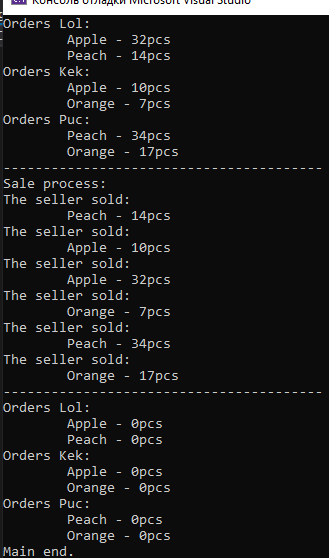 Консоль отладки Microsoft Visual Studio
Orders Lol:
Apple - 32pcs
Peach - 14pcs
Orders Kek:
Apple - 10pcs
Orange - 7pcs
Orders Puc:
Peach - 34pcs
Orange - 17pcs
----------------------------------------
Sale process:
The seller sold:
Peach - 14pcs
The seller sold:
Apple - 10pcs
The seller sold:
Apple - 32pcs
The seller sold:
Orange - 7pcs
The seller sold:
Peach - 34pcs
The seller sold:
Orange - 17pcs
----------------------------------------
Orders Lol:
Apple - 0pcs
Peach - 0pcs
Orders Kek:
Apple - 0pcs
Orange - 0pcs
Orders Puc:
Peach - 0pcs
Orange - 0pcs
Main end.